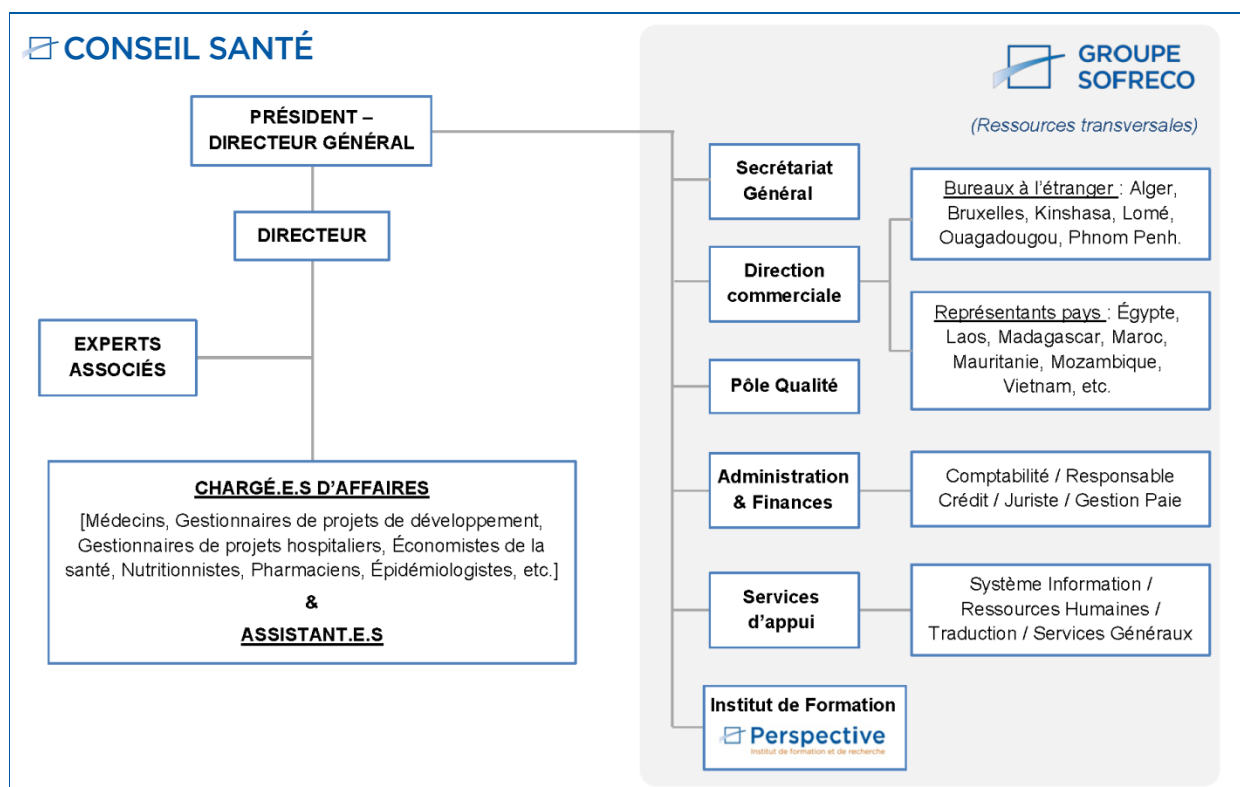 CONSEIL SANTÉ
PRÉSIDENT –
DIRECTEUR GÉNÉRAL
DIRECTEUR
EXPERTS
ASSOCIÉS
CHARGÉ.E.S D'AFFAIRES
[Médecins, Gestionnaires de projets de développement,
Gestionnaires de projets hospitaliers, Économistes de la
santé, Nutritionnistes, Pharmaciens, Épidémiologistes, etc.]
&
ASSISTANT.E.S
GROUPE
SOFRECO
(Ressources transversales)
Secrétariat
Général
Direction
commerciale
Bureaux à l'étranger : Alger,
Bruxelles, Kinshasa, Lomé,
Ouagadougou, Phnom Penh.
Représentants pays : Égypte,
Laos, Madagascar, Maroc,
Mauritanie, Mozambique,
Vietnam, etc.
Pôle Qualité
Administration
& Finances
Comptabilité / Responsable
Crédit / Juriste / Gestion Paie
Services
d'appui
Système Information /
Ressources Humaines /
Traduction / Services Généraux
Institut de Formation
Perspective
Institut de formation et de recherche